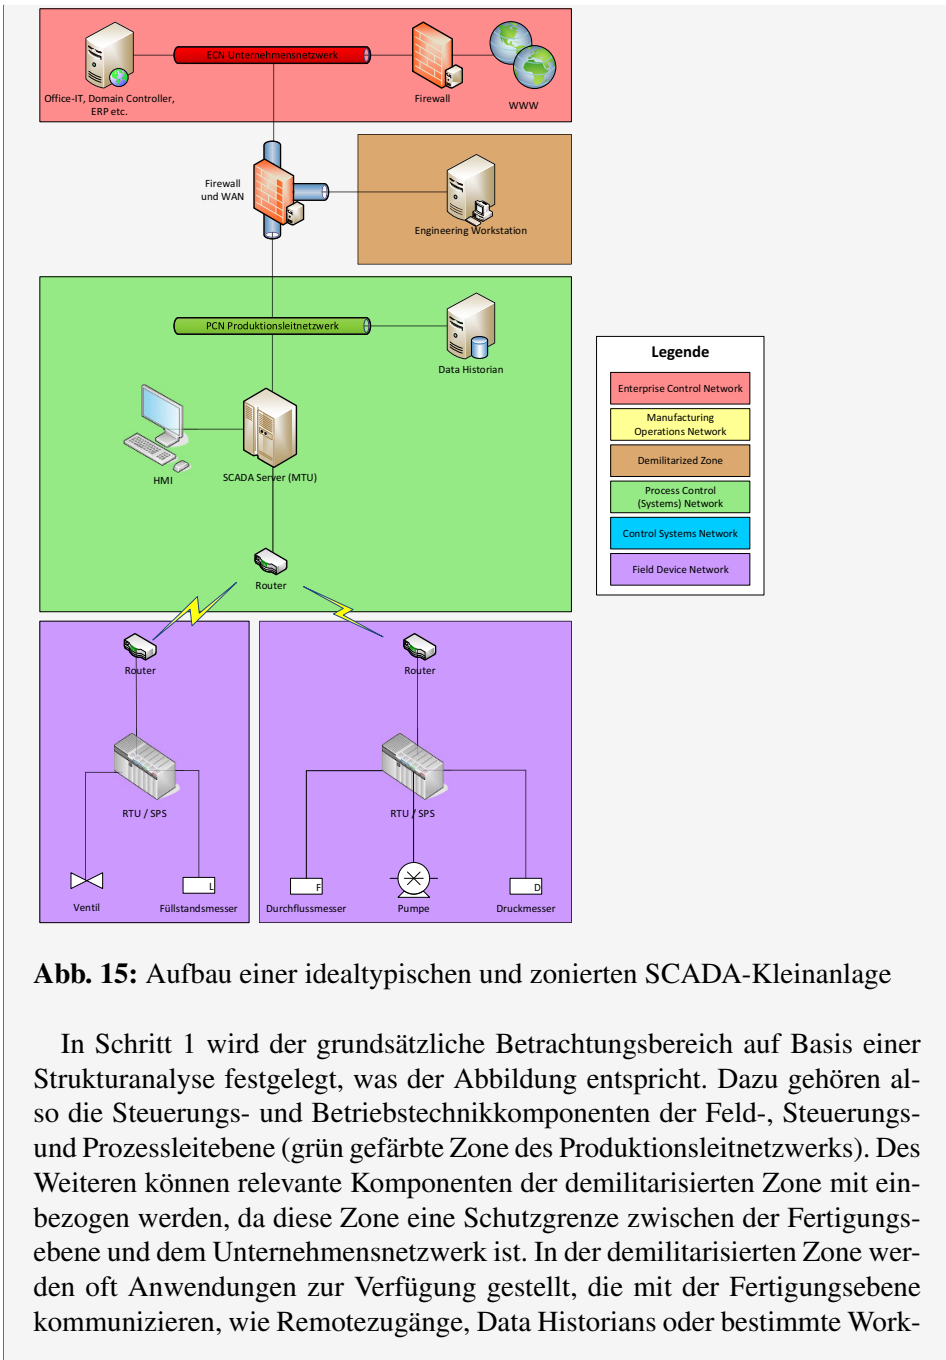 ECN Unternehmensnetzwerk
Office-IT, Domain Controller,
ERP etc.
Firewall
WWW
Firewall
und WAN
Engineering Workstation
PCN Produktionsleitnetzwerk
Data Historian
HMI
SCADA Server (MTU)
Router
Legende
Enterprise Control Network
Manufacturing
Operations Network
Demilitarized Zone
Process Control
(Systems) Network
Control Systems Network
Field Device Network
Router
RTU / SPS
Ventil
L
Füllstandsmesser
Router
RTU / SPS
F
Durchflussmesser
Pumpe
D
Druckmesser
Abb. 15: Aufbau einer idealtypischen und zonierten SCADA-Kleinanlage
In Schritt 1 wird der grundsätzliche Betrachtungsbereich auf Basis einer
Strukturanalyse festgelegt, was der Abbildung entspricht. Dazu gehören al-
so die Steuerungs- und Betriebstechnikkomponenten der Feld-, Steuerungs-
und Prozessleitebene (grün gefärbte Zone des Produktionsleitnetzwerks). Des
Weiteren können relevante Komponenten der demilitarisierten Zone mit ein-
bezogen werden, da diese Zone eine Schutzgrenze zwischen der Fertigungs-
ebene und dem Unternehmensnetzwerk ist. In der demilitarisierten Zone wer-
den oft Anwendungen zur Verfügung gestellt, die mit der Fertigungsebene
kommunizieren, wie Remotezugänge, Data Historians oder bestimmte Work-